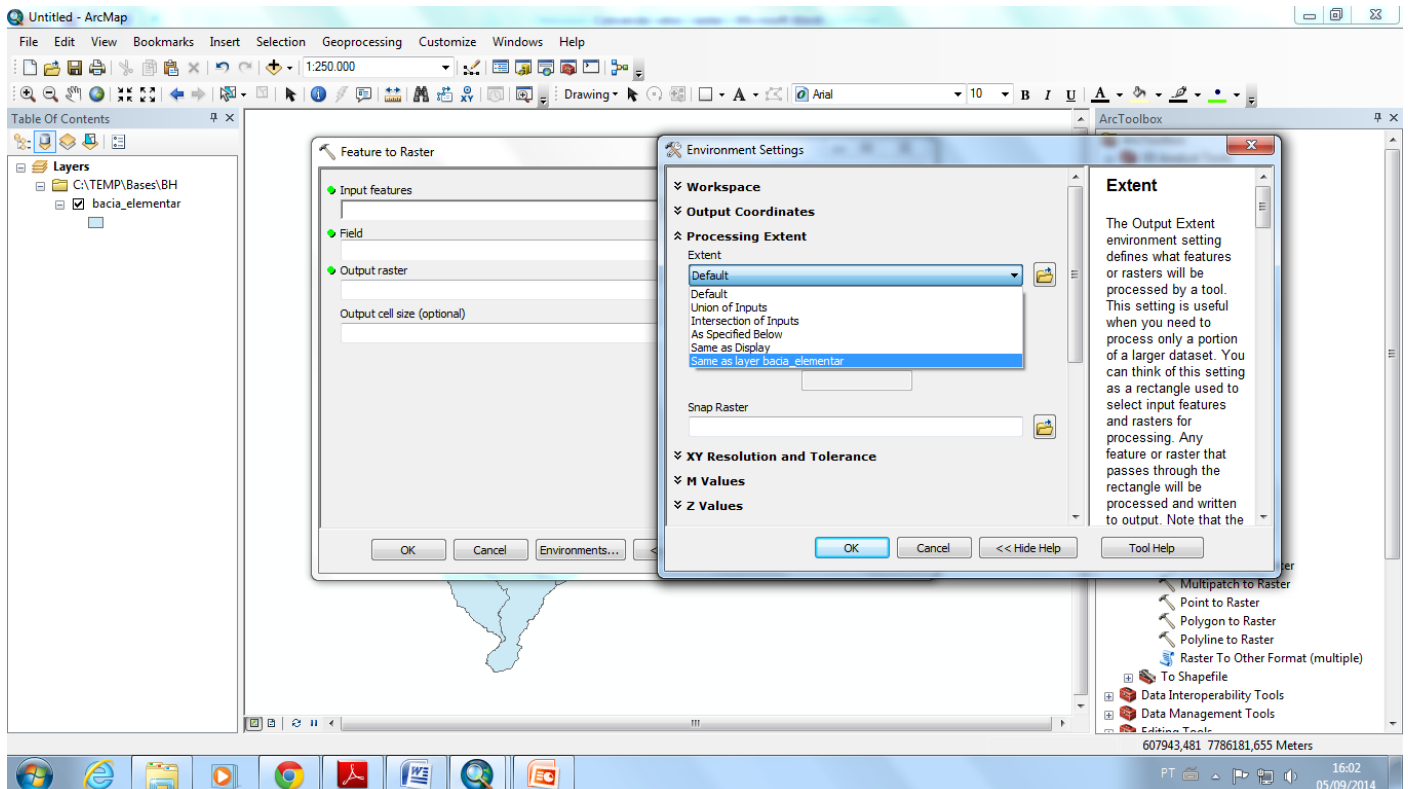 Untitled - ArcMap
File Edit View Bookmarks Insert Selection Geoprocessing Customize Windows Help
1:250.000
Drawing A Arial 10 B I U A
Table Of Contents
Layers
C:\TEMP\Bases\BH
bacia_elementar
Feature to Raster
Input features
Field
Output raster
Output cell size (optional)
OK Cancel Environments... <
Environment Settings
Workspace
Output Coordinates
Processing Extent
Extent
Default
Default
Union of Inputs
Intersection of Inputs
As Specified Below
Same as Display
Same as layer bacia_elementar
Snap Raster
XY Resolution and Tolerance
M Values
Z Values
OK Cancel << Hide Help Tool Help
Extent
The Output Extent
environment setting
defines what features
or rasters will be
processed by a tool.
This setting is useful
when you need to
process only a portion
of a larger dataset. You
can think of this setting
as a rectangle used to
select input features
and rasters for
processing. Any
feature or raster that
passes through the
rectangle will be
processed and written
to output. Note that the
ArcToolbox
Multipatch to Raster
Point to Raster
Polygon to Raster
Polyline to Raster
Raster To Other Format (multiple)
To Shapefile
Data Interoperability Tools
Data Management Tools
Editing Tools
607943,481 7786181,655 Meters
PT
16:02
05/09/2014